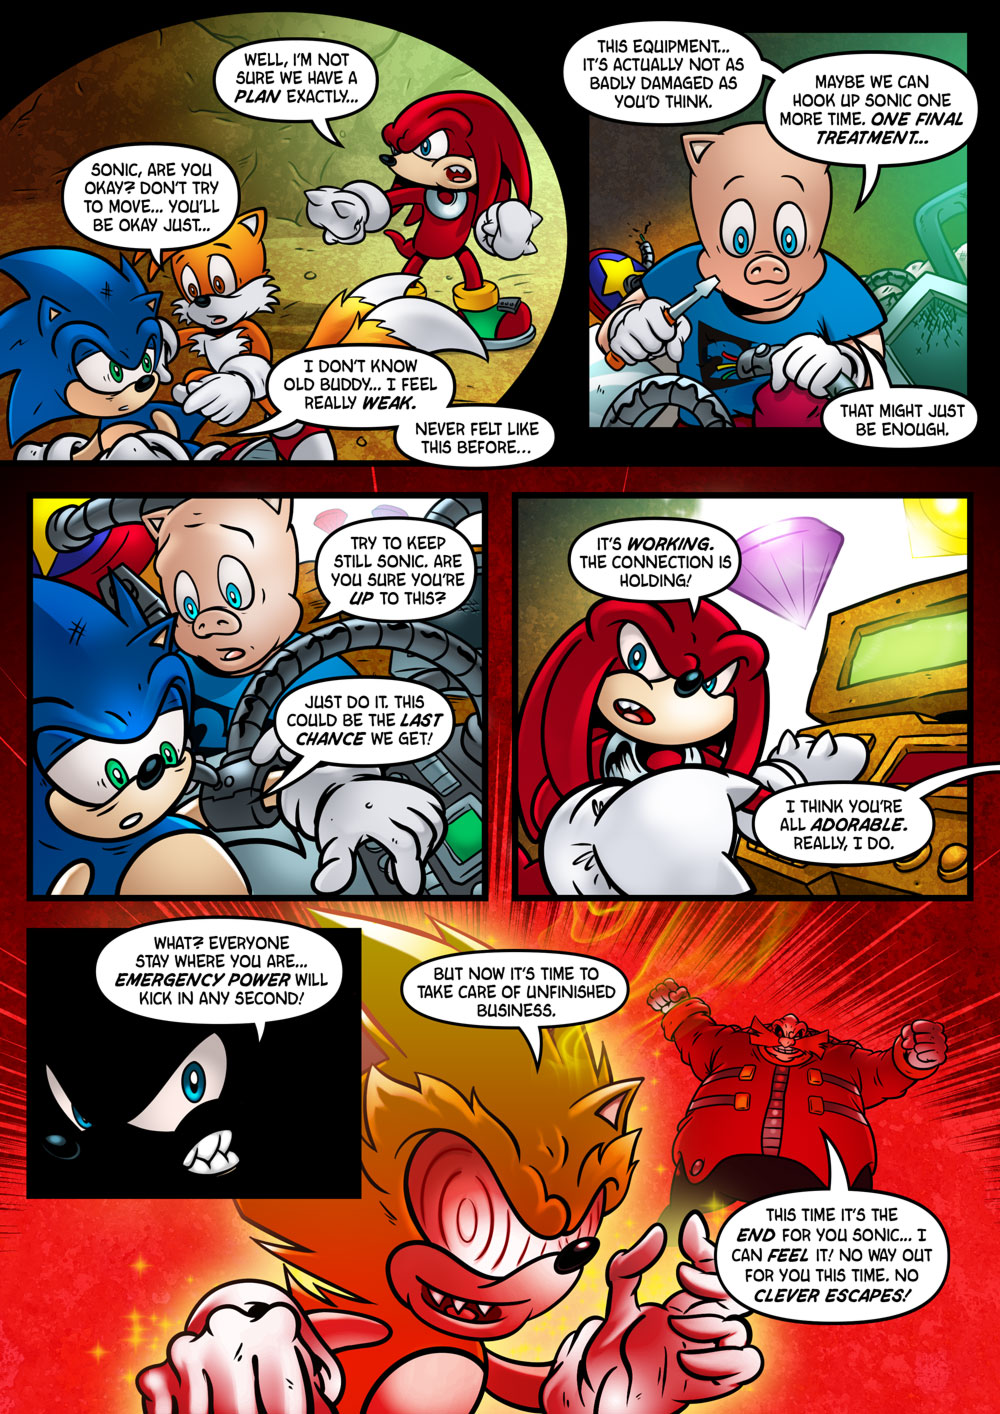 WELL, I'M NOT
SURE WE HAVE A
PLAN EXACTLY...
SONIC, ARE YOU
OKAY? DON'T TRY
TO MOVE... YOU'LL
BE OKAY JUST...
I DON'T KNOW
OLD BUDDY... I FEEL
REALLY WEAK.
NEVER FELT LIKE
THIS BEFORE...
THIS EQUIPMENT...
IT'S ACTUALLY NOT AS
BADLY DAMAGED AS
YOU'D THINK.
MAYBE WE CAN
HOOK UP SONIC ONE
MORE TIME. ONE FINAL
TREATMENT...
THAT MIGHT JUST
BE ENOUGH.
TRY TO KEEP
STILL SONIC. ARE
YOU SURE YOU'RE
UP TO THIS?
JUST DO IT. THIS
COULD BE THE LAST
CHANCE WE GET!
IT'S WORKING.
THE CONNECTION IS
HOLDING!
I THINK YOU'RE
ALL ADORABLE.
REALLY, I DO.
WHAT? EVERYONE
STAY WHERE YOU ARE...
EMERGENCY POWER WILL
KICK IN ANY SECOND!
BUT NOW IT'S TIME TO
TAKE CARE OF UNFINISHED
BUSINESS.
THIS TIME IT'S THE
END FOR YOU SONIC... I
CAN FEEL IT! NO WAY OUT
FOR YOU THIS TIME. NO
CLEVER ESCAPES!